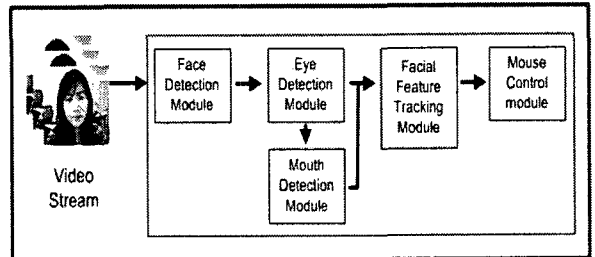 Face
Detection
Module
Eye
Detection
Module
Facial
Feature
Tracking
Module
Mouse
Control
module
Mouth
Detection
Module
Video
Stream